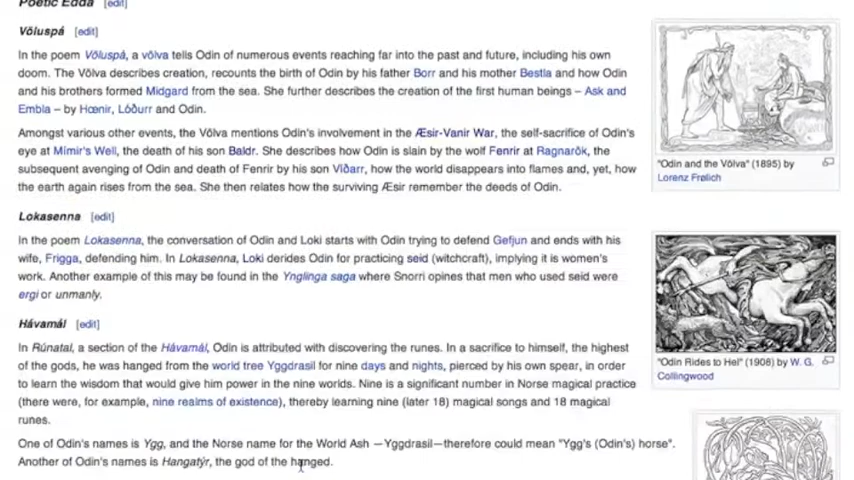 Poetic Edda [edit]
Völuspá [edit]
In the poem Völuspá, a völva tells Odin of numerous events reaching far into the past and future, including his own
doom. The Völva describes creation, recounts the birth of Odin by his father Borr and his mother Bestla and how Odin
and his brothers formed Midgard from the sea. She further describes the creation of the first human beings – Ask and
Embla – by Hœnir, Lóðurr and Odin.
Amongst various other events, the Völva mentions Odin's involvement in the Æsir-Vanir War, the self-sacrifice of Odin's
eye at Mímir's Well, the death of his son Baldr. She describes how Odin is slain by the wolf Fenrir at Ragnarök, the
subsequent avenging of Odin and death of Fenrir by his son Víðarr, how the world disappears into flames and, yet, how
the earth again rises from the sea. She then relates how the surviving Æsir remember the deeds of Odin.
"Odin and the Völva" (1895) by
Lorenz Frølich
Lokasenna [edit]
In the poem Lokasenna, the conversation of Odin and Loki starts with Odin trying to defend Gefjun and ends with his
wife, Frigga, defending him. In Lokasenna, Loki derides Odin for practicing seid (witchcraft), implying it is women's
work. Another example of this may be found in the Ynglinga saga where Snorri opines that men who used seid were
ergi or unmanly.
"Odin Rides to Hel" (1908) by W. G.
Collingwood
Hávamál [edit]
In Rúnatal, a section of the Hávamál, Odin is attributed with discovering the runes. In a sacrifice to himself, the highest
of the gods, he was hanged from the world tree Yggdrasil for nine days and nights, pierced by his own spear, in order
to learn the wisdom that would give him power in the nine worlds. Nine is a significant number in Norse magical practice
(there were, for example, nine realms of existence), thereby learning nine (later 18) magical songs and 18 magical
runes.
One of Odin's names is Ygg, and the Norse name for the World Ash —Yggdrasil—therefore could mean "Ygg's (Odin's) horse".
Another of Odin's names is Hangatýr, the god of the hanged.